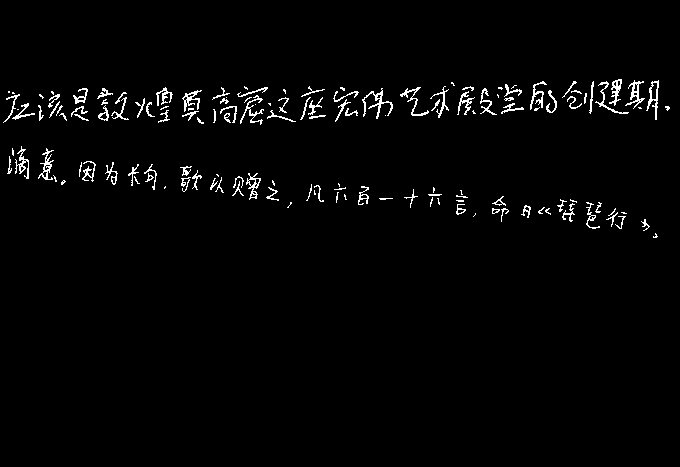 应该是敦煌莫高窟这座宏伟艺术殿堂的创建期.
滴意。因为长句,歌以赠之,凡六百一十六言,命曰《琵琶行》。